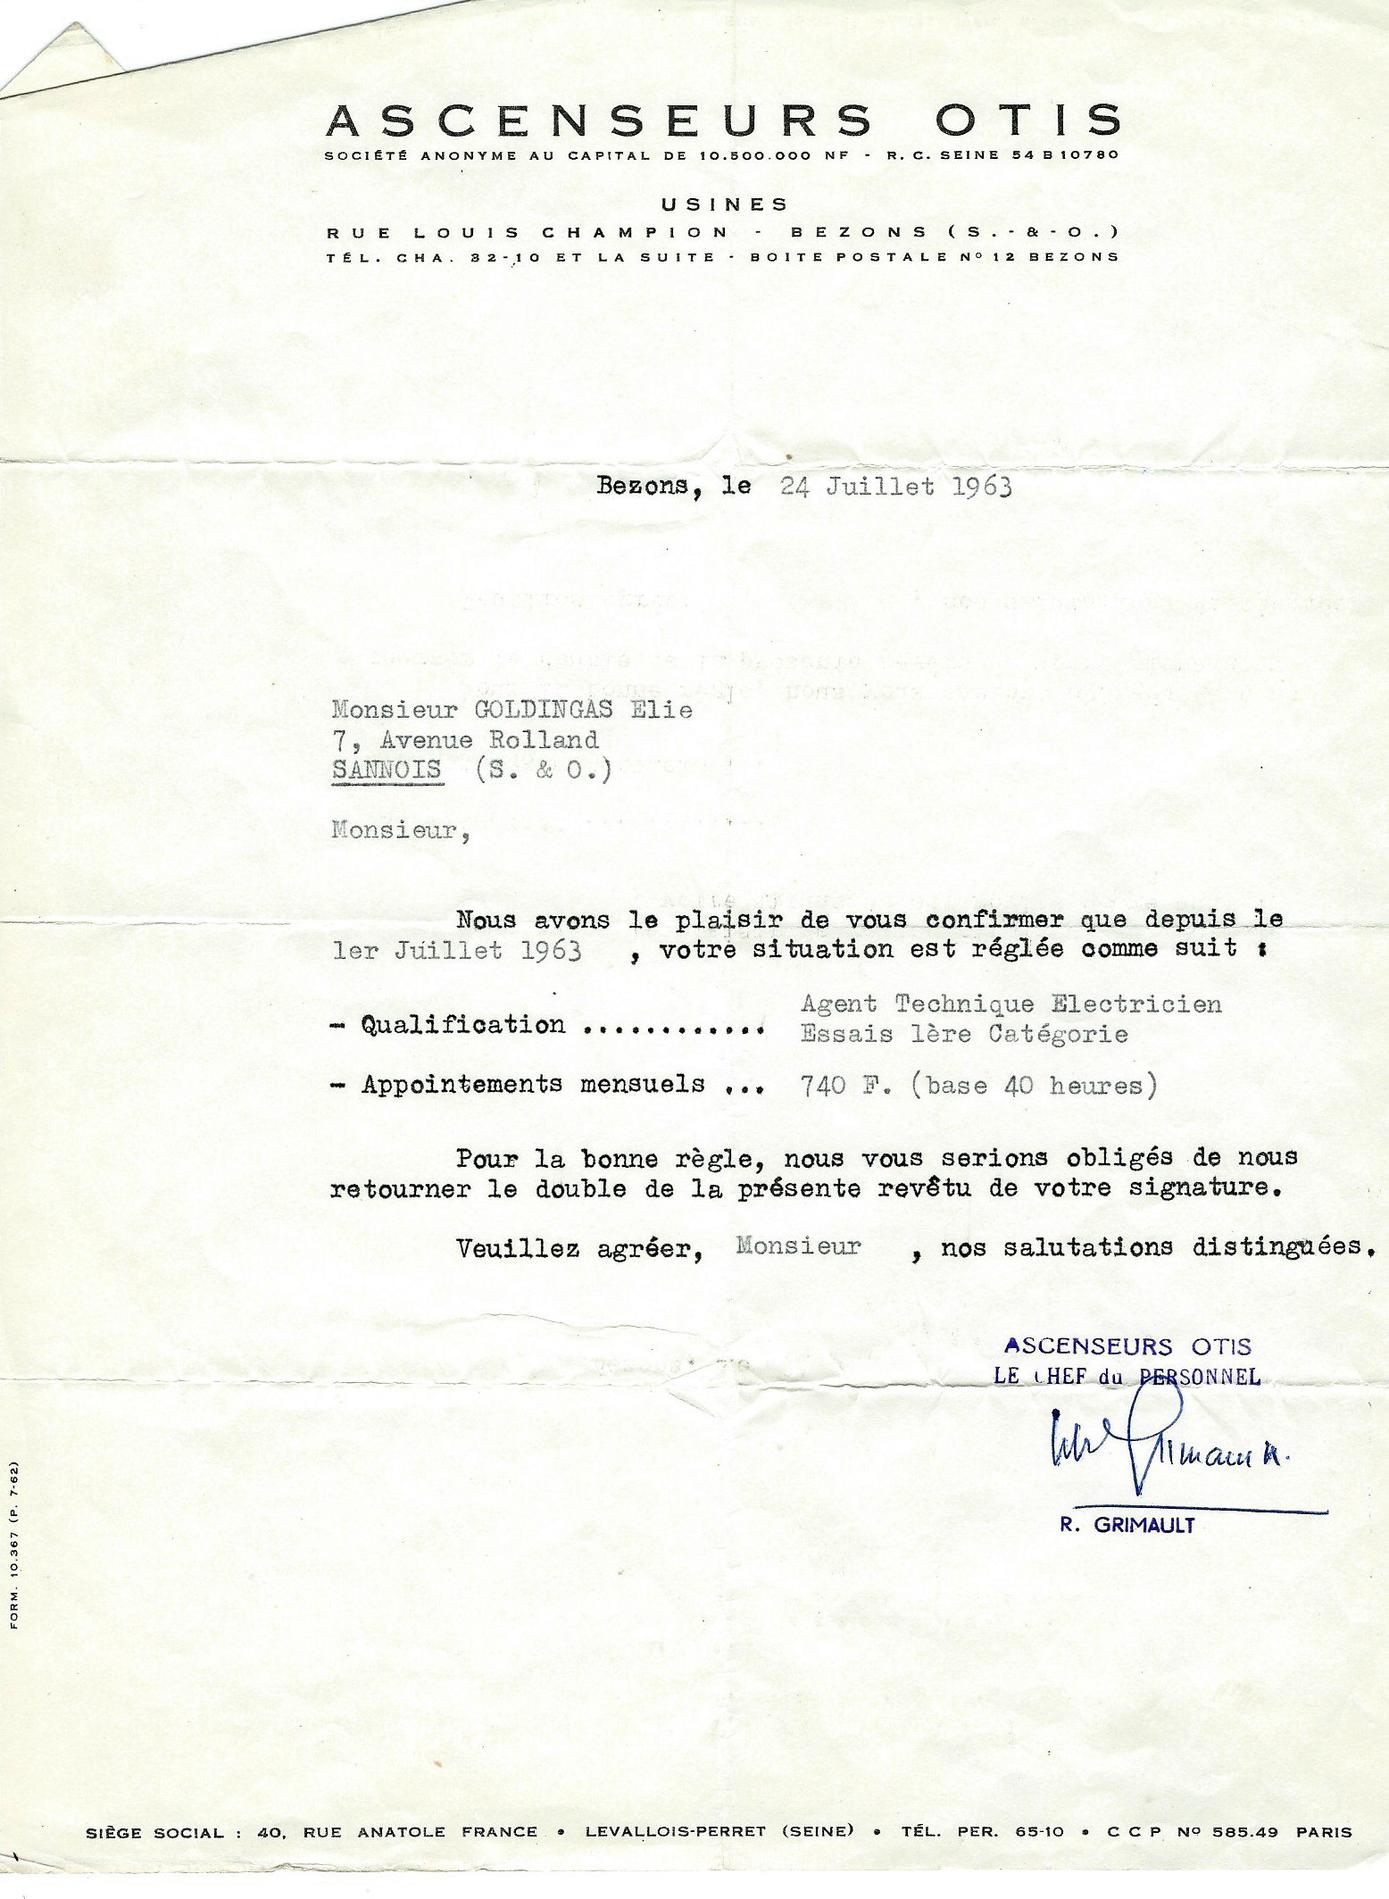 ASCENSEURS OTIS
SOCIÉTÉ ANONYME AU CAPITAL DE 10.500.000 NF - R. C. SEINE 54 B 10780
USINES
RUE LOUIS CHAMPION - BEZONS (S.-&-O.)
TÉL. CHA. 32-10 ET LA SUITE - BOITE POSTALE Nº 12 BEZONS
Bezons, le 24 Juillet 1963
Monsieur GOLDINGAS Elie
7, Avenue Rolland
SANNOIS (S. & O.)
Monsieur,
Nous avons le plaisir de vous confirmer que depuis le
1er Juillet 1963 , votre situation est réglée comme suit :
- Qualification ............ Agent Technique Electricien
Essais 1ère Catégorie
- Appointements mensuels ... 740 F. (base 40 heures)
Pour la bonne règle, nous vous serions obligés de nous
retourner le double de la présente revêtu de votre signature.
Veuillez agréer, Monsieur , nos salutations distinguées.
ASCENSEURS OTIS
LE CHEF du PERSONNEL
R. GRIMAULT
FORM. 10.367 (P. 7-62)
SIÈGE SOCIAL : 40, RUE ANATOLE FRANCE • LEVALLOIS-PERRET (SEINE) • TÉL. PER. 65-10 • C C P Nº 585.49 PARIS